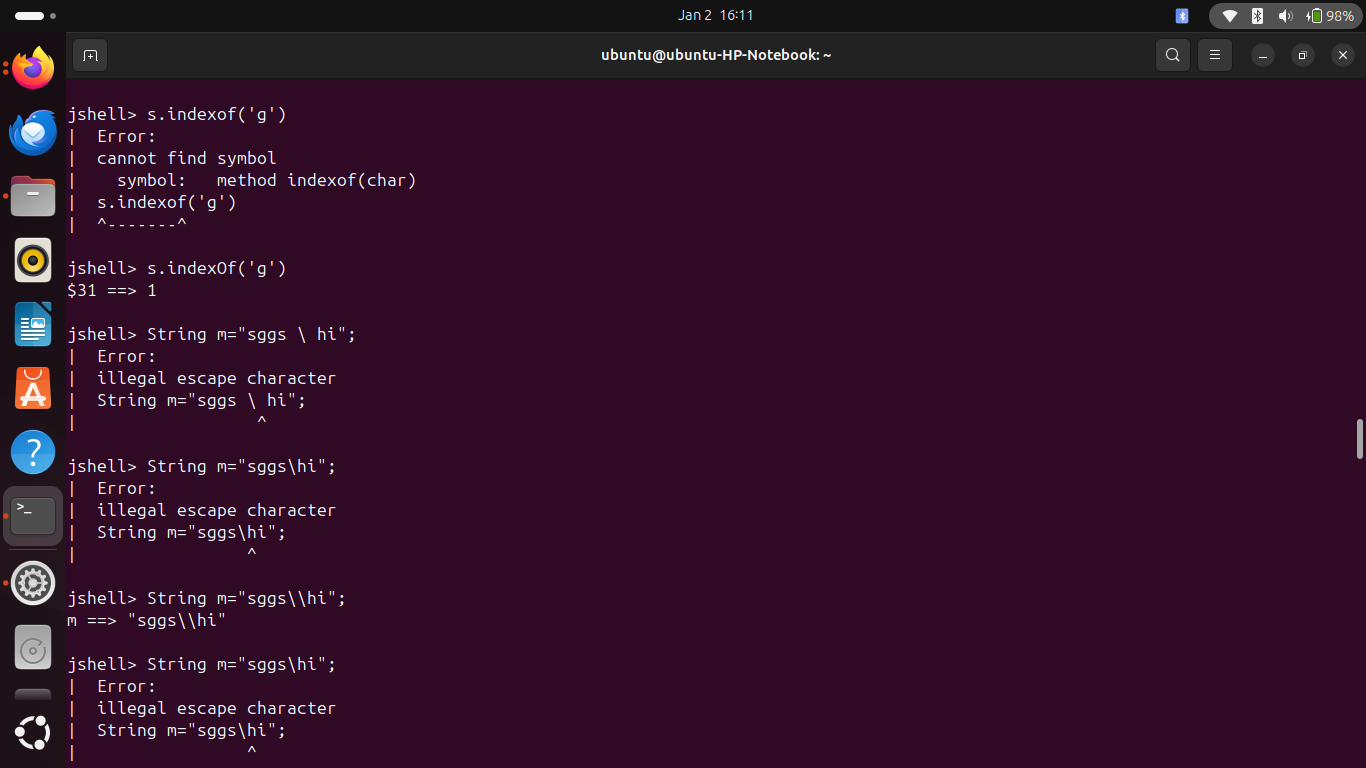 Jan 2 16:11
98%
ubuntu@ubuntu-HP-Notebook: ~
jshell> s.indexof('g')
|  Error:
|  cannot find symbol
|    symbol:   method indexof(char)
|  s.indexof('g')
|  ^-------^
jshell> s.indexOf('g')
$31 ==> 1
jshell> String m="sggs \ hi";
|  Error:
|  illegal escape character
|  String m="sggs \ hi";
|                  ^
jshell> String m="sggs\hi";
|  Error:
|  illegal escape character
|  String m="sggs\hi";
|                 ^
jshell> String m="sggs\\hi";
m ==> "sggs\\hi"
jshell> String m="sggs\hi";
|  Error:
|  illegal escape character
|  String m="sggs\hi";
|                 ^